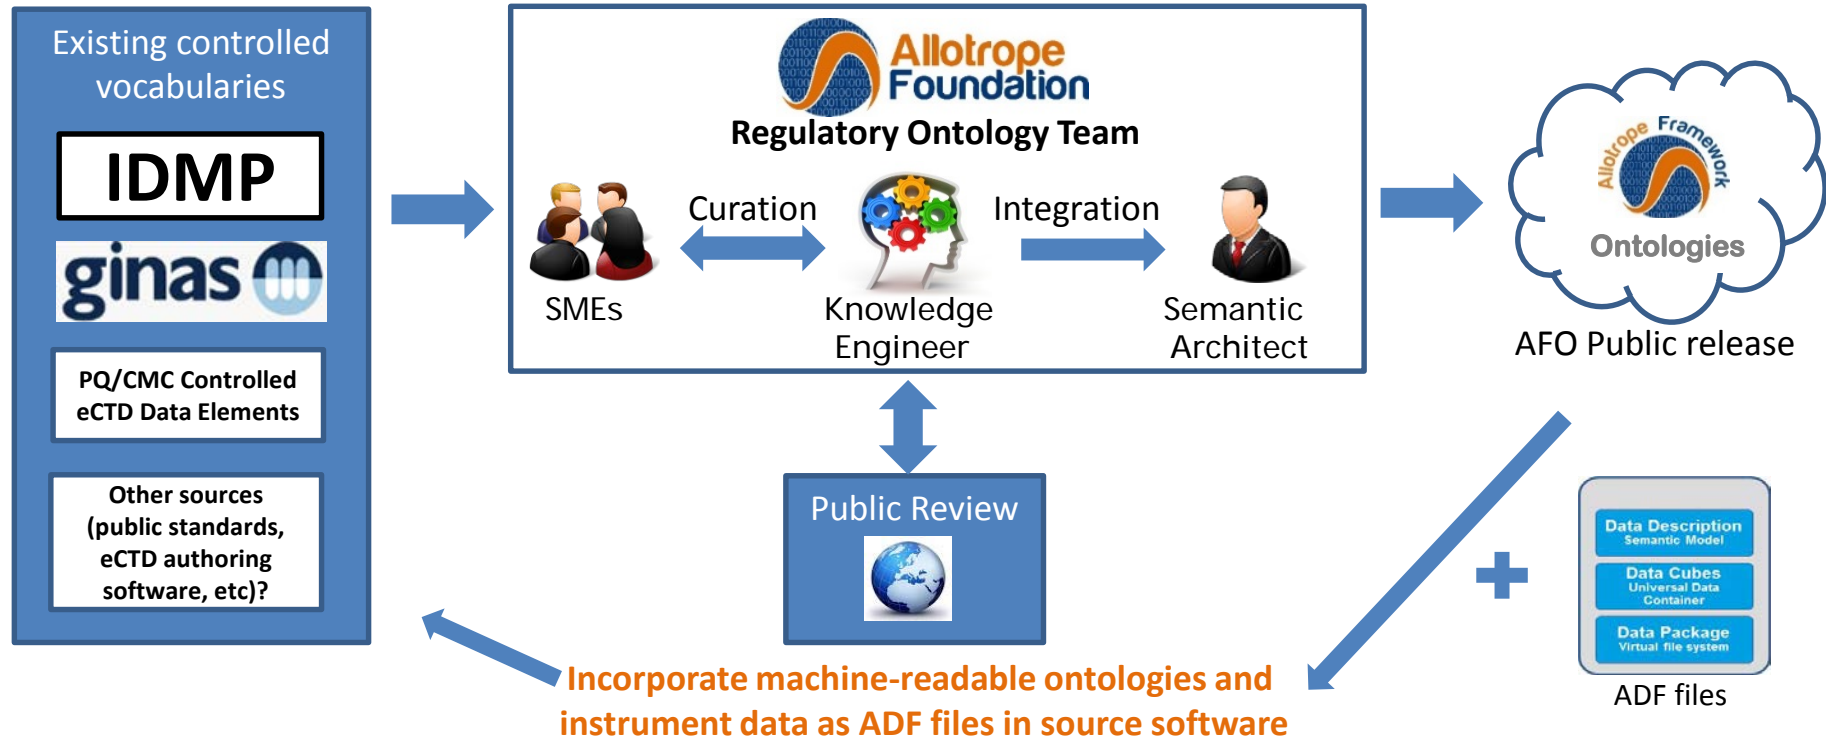 Existing controlled
vocabularies
IDMP
ginas
PQ/CMC Controlled
eCTD Data Elements
Other sources
(public standards,
eCTD authoring
software, etc)?
Allotrope
Foundation
Regulatory Ontology Team
Curation
Integration
SMEs
Knowledge
Engineer
Semantic
Architect
Public Review
Allotrope Framework
Ontologies
AFO Public release
Data Description
Semantic Model
Data Cubes
Universal Data
Container
Data Package
Virtual file system
ADF files
Incorporate machine-readable ontologies and
instrument data as ADF files in source software